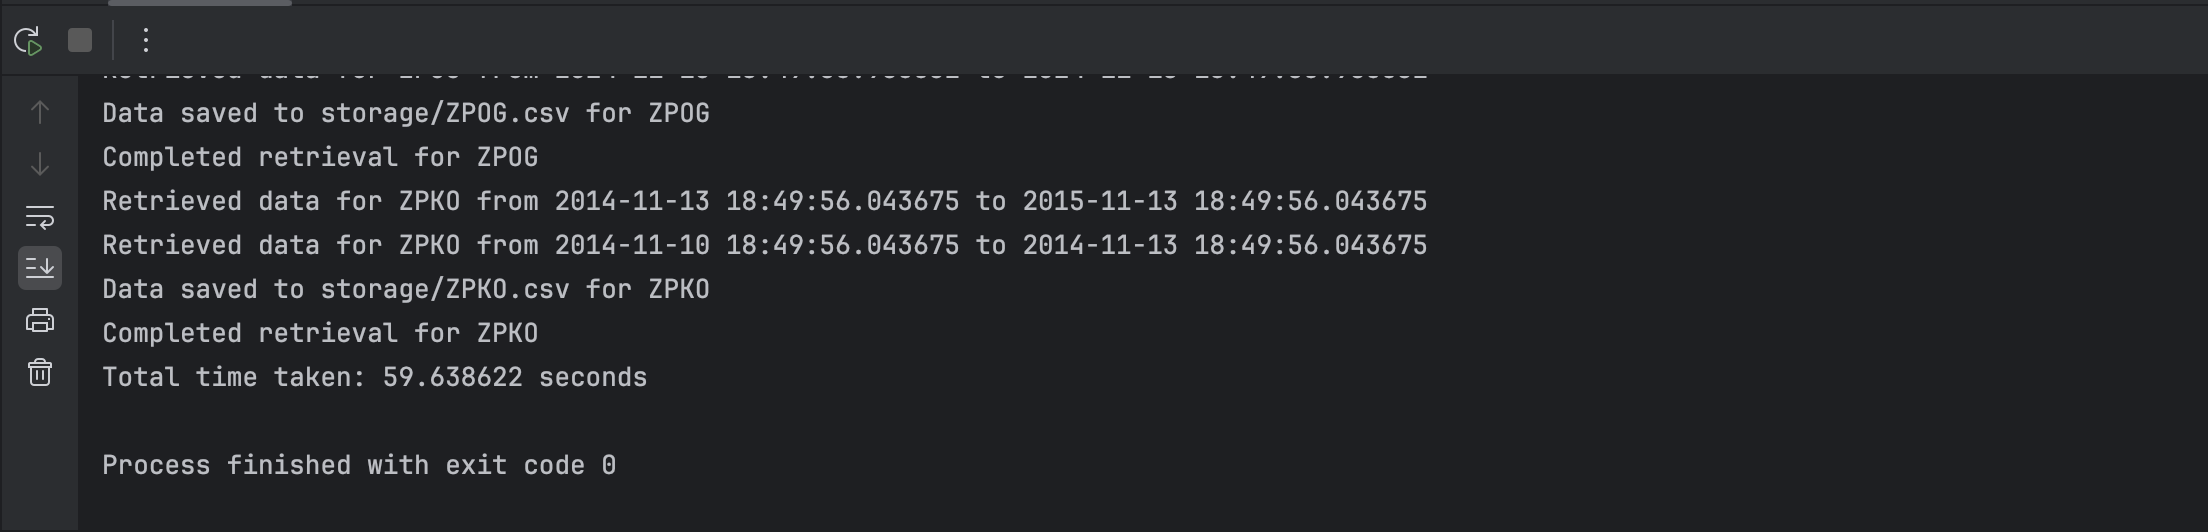 Data saved to storage/ZPOG.csv for ZPOG
Completed retrieval for ZPOG
Retrieved data for ZPKO from 2014-11-13 18:49:56.043675 to 2015-11-13 18:49:56.043675
Retrieved data for ZPKO from 2014-11-10 18:49:56.043675 to 2014-11-13 18:49:56.043675
Data saved to storage/ZPKO.csv for ZPKO
Completed retrieval for ZPKO
Total time taken: 59.638622 seconds
Process finished with exit code 0